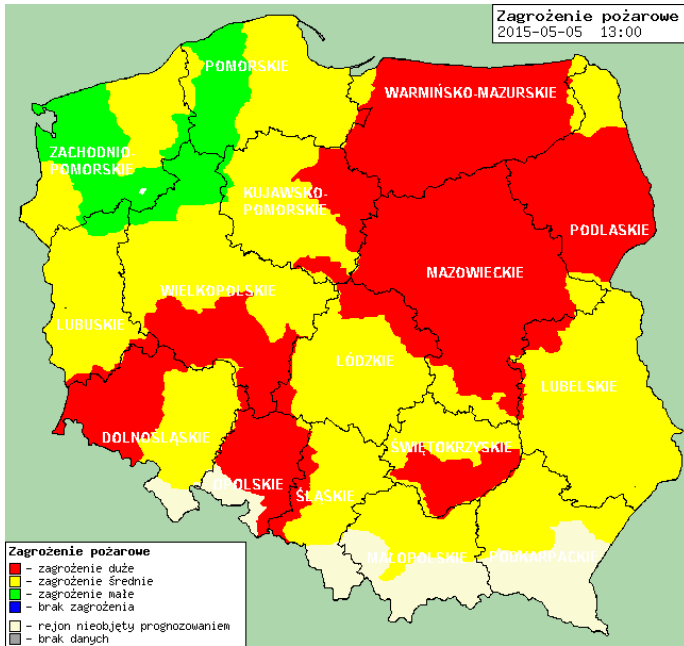 Zagrożenie pożarowe
2015-05-05 13:00
POMORSKIE
WARMIŃSKO-MAZURSKIE
ZACHODNIO-
POMORSKIE
KUJAWSKO-
POMORSKIE
PODLASKIE
MAZOWIECKIE
WIELKOPOLSKIE
LUBUSKIE
ŁÓDZKIE
LUBELSKIE
DOLNOŚLĄSKIE
ŚWIĘTOKRZYSKIE
OPOLSKIE
ŚLĄSKIE
MAŁOPOLSKIE
PODKARPACKIE
Zagrożenie pożarowe
- zagrożenie duże
- zagrożenie średnie
- zagrożenie małe
- brak zagrożenia
- rejon nieobjęty prognozowaniem
- brak danych